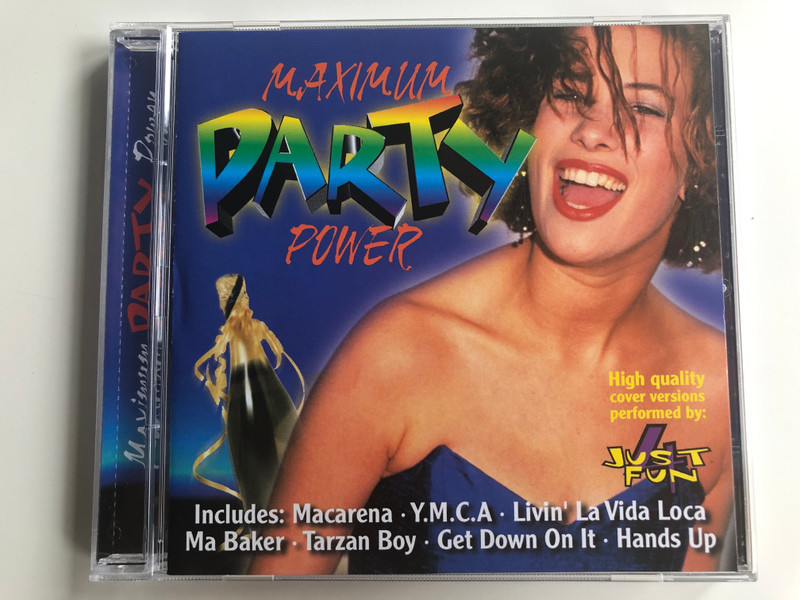 MAXIMUM
PARTY
POWER
Maximum PARTY Power
High quality
cover versions
performed by:
JUST 4 FUN
Includes: Macarena · Y.M.C.A · Livin' La Vida Loca
Ma Baker · Tarzan Boy · Get Down On It · Hands Up